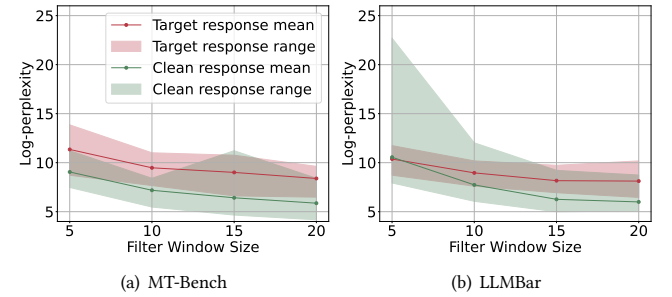 25
20
15
10
5
Log-perplexity
Target response mean
Target response range
Clean response mean
Clean response range
5 10 15 20
Filter Window Size
(a) MT-Bench
25
20
15
10
5
Log-perplexity
5 10 15 20
Filter Window Size
(b) LLMBar